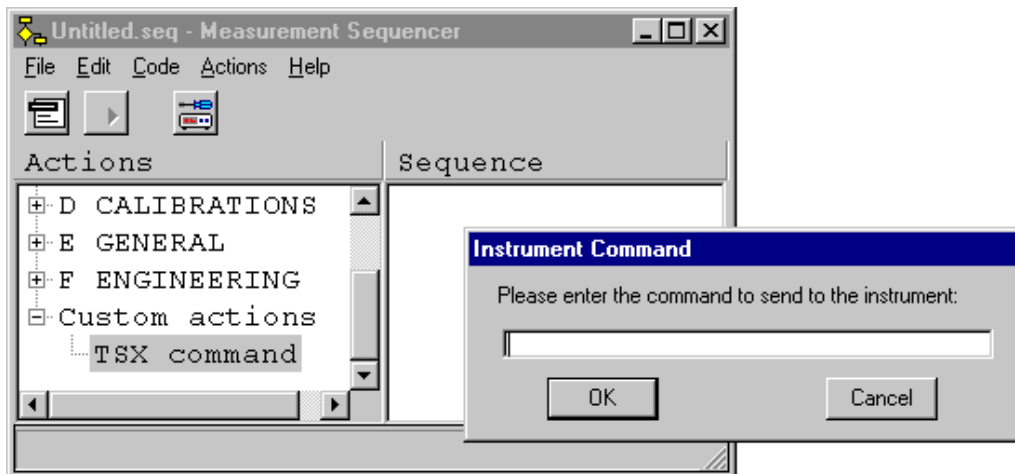 Untitled.seq - Measurement Sequencer
File Edit Code Actions Help
Actions
Sequence
D CALIBRATIONS
E GENERAL
F ENGINEERING
Custom actions
TSX command
Instrument Command
Please enter the command to send to the instrument:
OK
Cancel